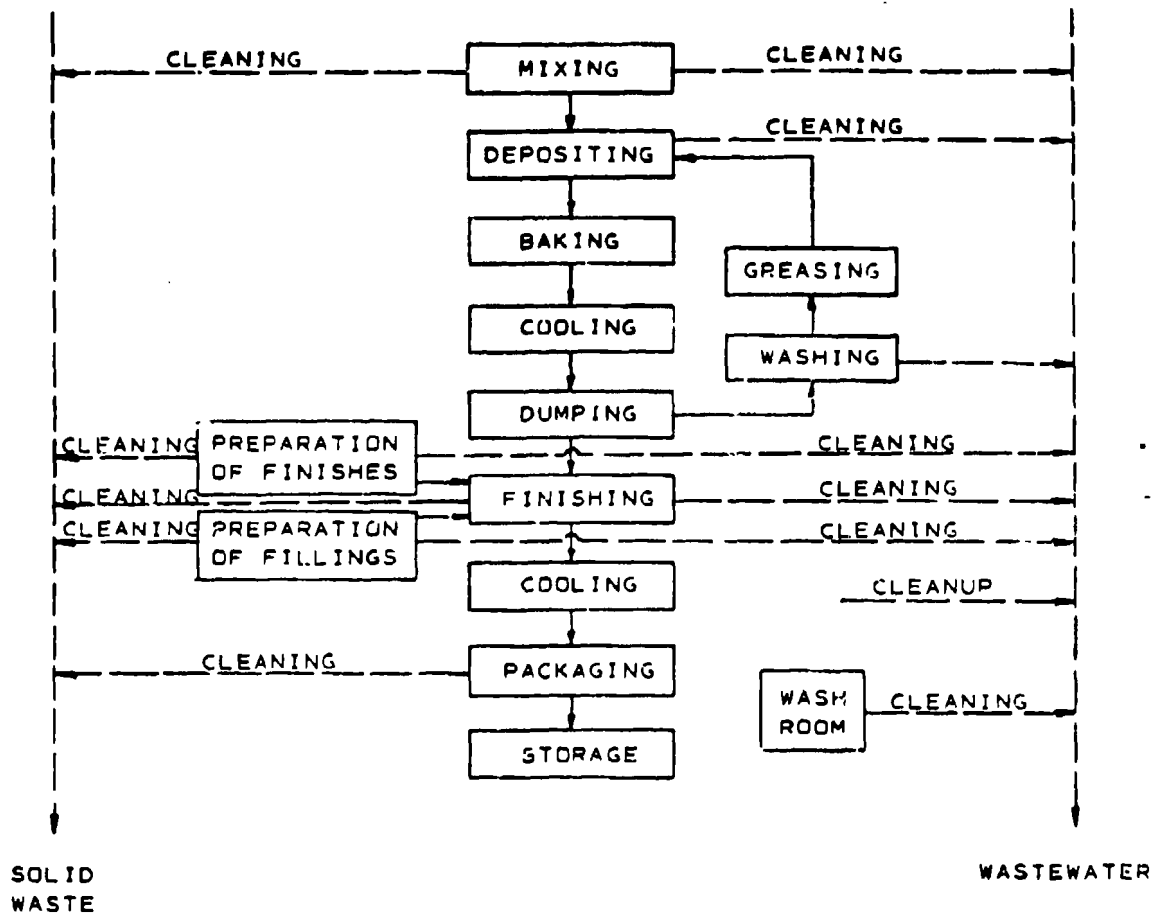 CLEANING
MIXING
CLEANING
CLEANING
DEPOSITING
BAKING
GREASING
COOLING
WASHING
DUMPING
CLEANING
PREPARATION
OF FINISHES
CLEANING
CLEANING
FINISHING
CLEANING
CLEANING
PREPARATION
OF FILLINGS
CLEANING
COOLING
CLEANUP
CLEANING
PACKAGING
WASH
ROOM
CLEANING
STORAGE
SOLID
WASTE
WASTEWATER